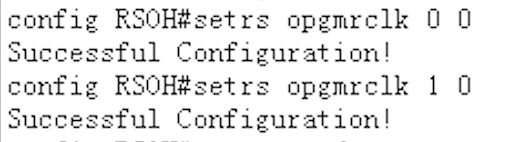 config RSOH#setrs opgmrclk 0 0
Successful Configuration!
config RSOH#setrs opgmrclk 1 0
Successful Configuration!